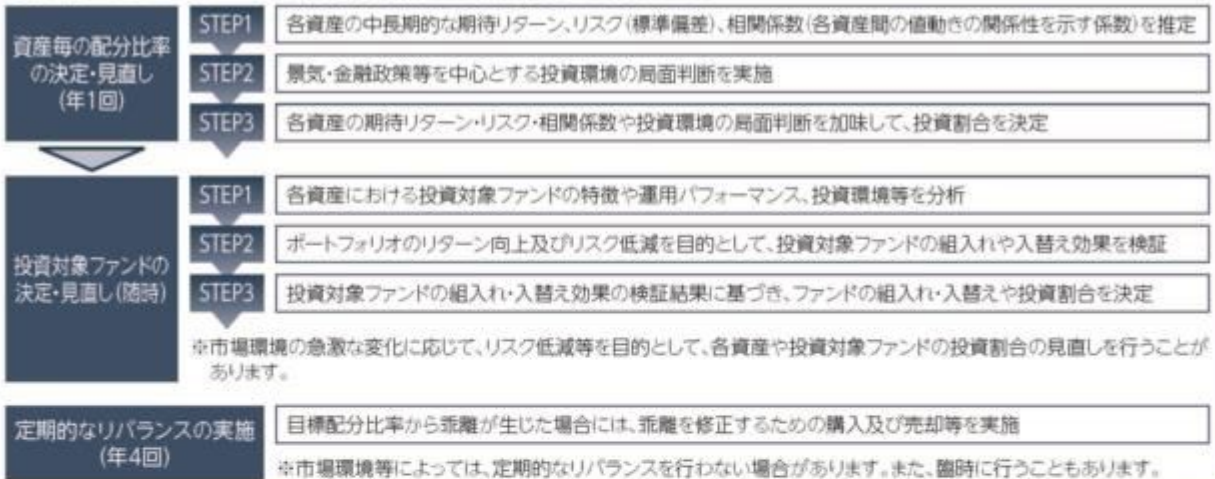 資産毎の配分比率
の決定・見直し
(年1回)
STEP1
各資産の中長期的な期待リターン、リスク(標準偏差)、相関係数(各資産間の値動きの関係性を示す係数)を推定
STEP2
景気・金融政策等を中心とする投資環境の局面判断を実施
STEP3
各資産の期待リターン・リスク・相関係数や投資環境の局面判断を加味して、投資割合を決定
投資対象ファンドの
決定・見直し(随時)
STEP1
各資産における投資対象ファンドの特徴や運用パフォーマンス、投資環境等を分析
STEP2
ポートフォリオのリターン向上及びリスク低減を目的として、投資対象ファンドの組入れや入替え効果を検証
STEP3
投資対象ファンドの組入れ・入替え効果の検証結果に基づき、ファンドの組入れ・入替えや投資割合を決定
※市場環境の急激な変化に応じて、リスク低減等を目的として、各資産や投資対象ファンドの投資割合の見直しを行うことが
あります。
定期的なリバランスの実施
(年4回)
目標配分比率から乖離が生じた場合には、乖離を修正するための購入及び売却等を実施
※市場環境等によっては、定期的なリバランスを行わない場合があります。また、臨時に行うこともあります。